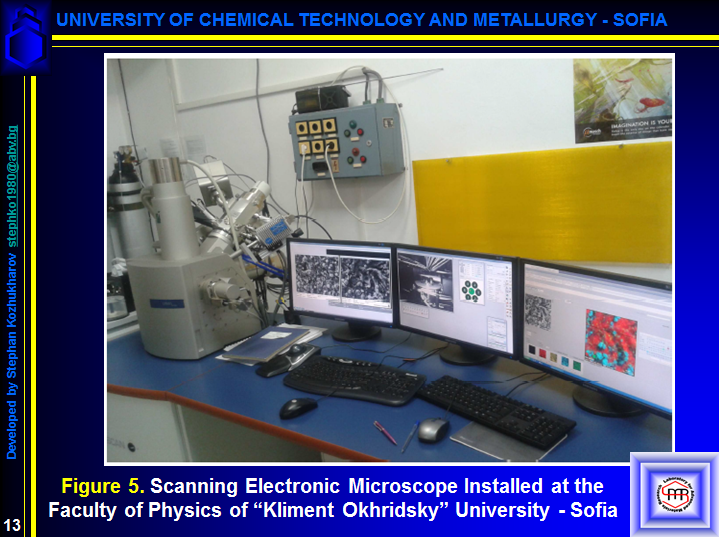 UNIVERSITY OF CHEMICAL TECHNOLOGY AND METALLURGY - SOFIA
Developed by Stephan Kozhukharov stephko1980@abv.bg
IMAGINATION IS YOUR
Figure 5. Scanning Electronic Microscope Installed at the
Faculty of Physics of “Kliment Okhridsky” University - Sofia
13